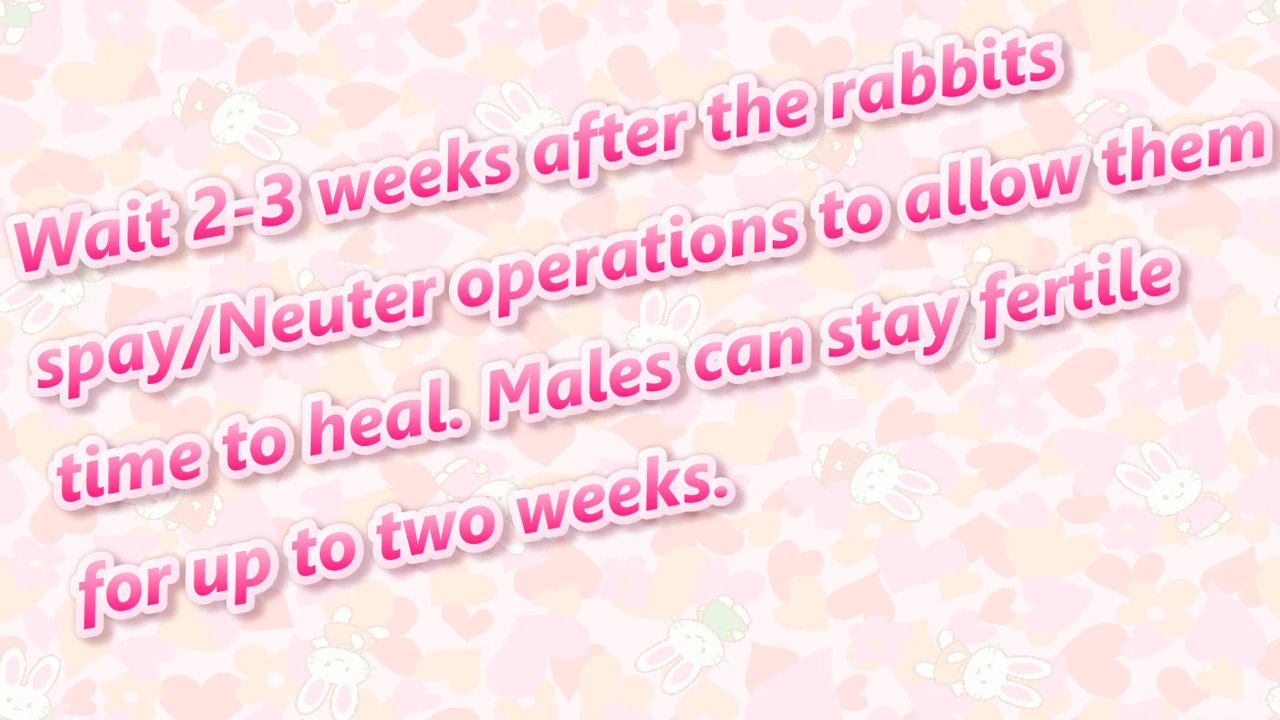 Wait 2-3 weeks after the rabbits
spay/Neuter operations to allow them
time to heal. Males can stay fertile
for up to two weeks.